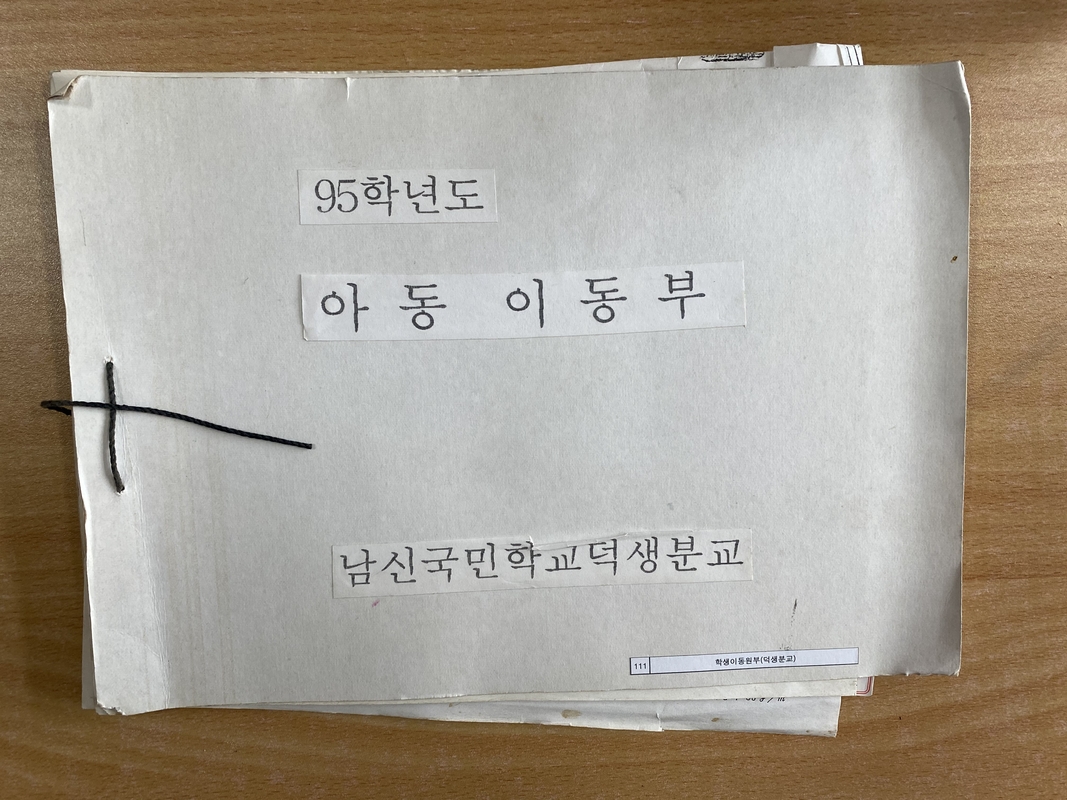 95학년도
아 동 이 동 부
남신국민학교덕생분교
111 학생이동원부(덕생분교)